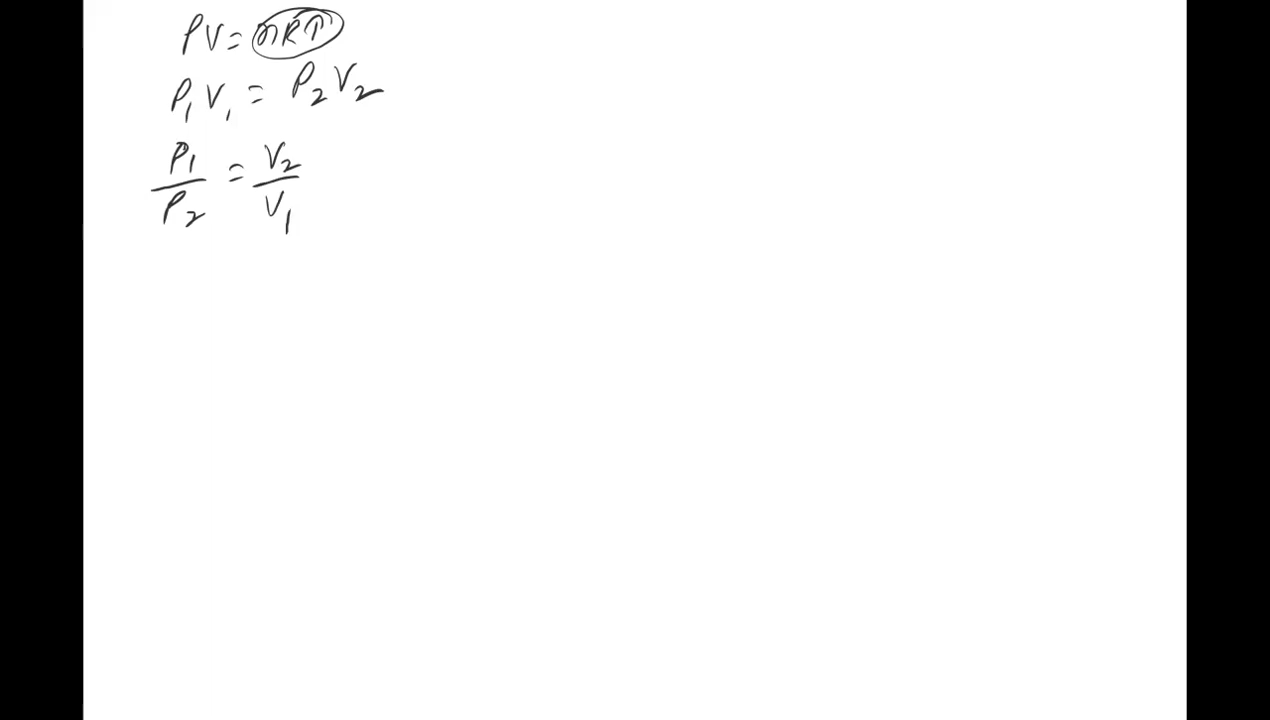 PV = nRT
P₁V₁ = P₂V₂
P₁/P₂ = V₂/V₁